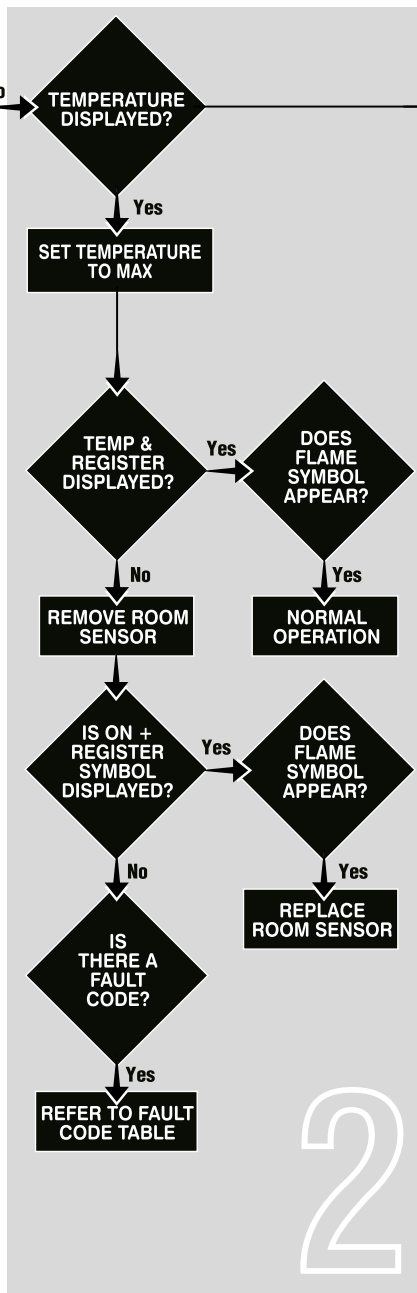 TEMPERATURE
DISPLAYED?
Yes
SET TEMPERATURE
TO MAX
TEMP &
REGISTER
DISPLAYED?
Yes
DOES
FLAME
SYMBOL
APPEAR?
No
Yes
REMOVE ROOM
SENSOR
NORMAL
OPERATION
IS ON +
REGISTER
SYMBOL
DISPLAYED?
Yes
DOES
FLAME
SYMBOL
APPEAR?
No
Yes
IS
THERE A
FAULT
CODE?
REPLACE
ROOM SENSOR
Yes
REFER TO FAULT
CODE TABLE
2